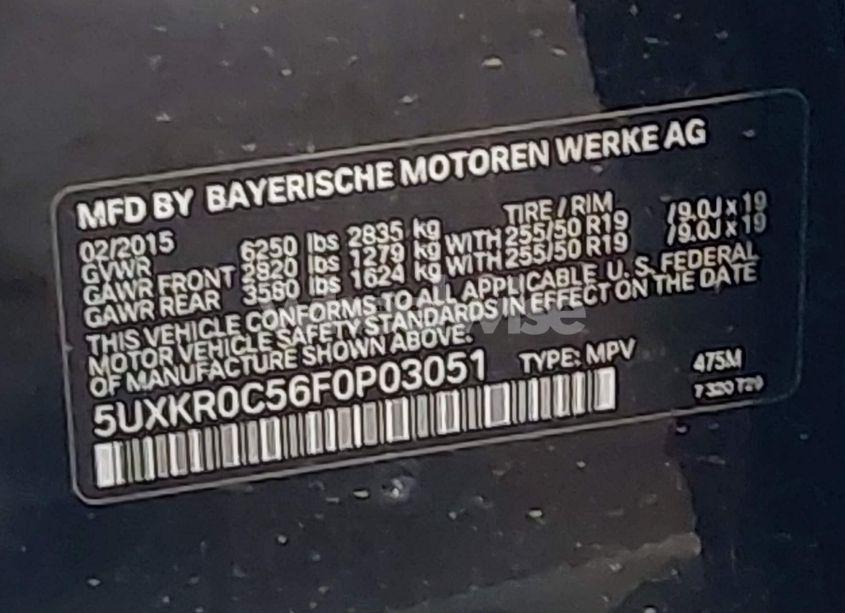 MFD BY BAYERISCHE MOTOREN WERKE AG
02/2015 TIRE / RIM
GVWR 6250 lbs 2835 kg
GAWR FRONT 2820 lbs 1279 kg WITH 255/50 R19 /9.0J x 19
GAWR REAR 3580 lbs 1624 kg WITH 255/50 R19 /9.0J x 19
THIS VEHICLE CONFORMS TO ALL APPLICABLE U.S. FEDERAL
MOTOR VEHICLE SAFETY STANDARDS IN EFFECT ON THE DATE
OF MANUFACTURE SHOWN ABOVE.
5UXKR0C56F0P03051 TYPE: MPV 475M
7 320 729